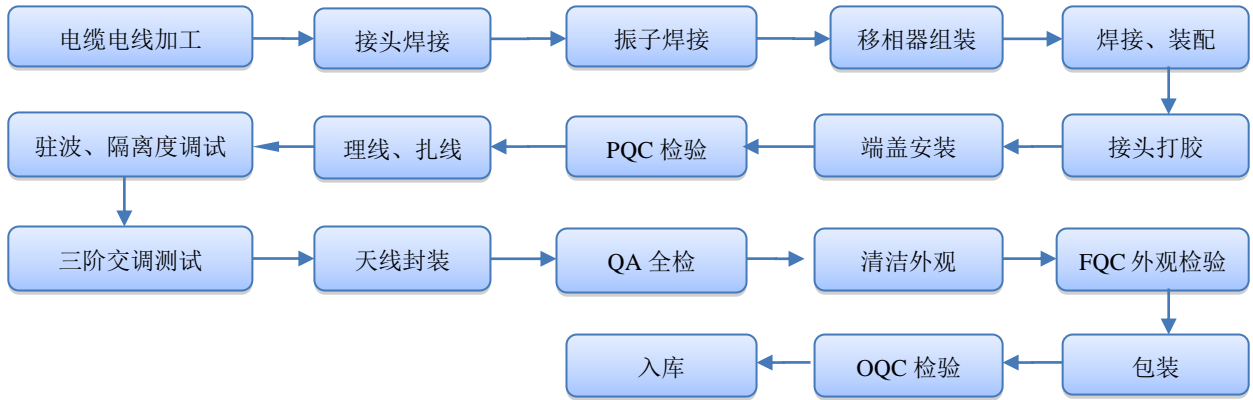 电缆电线加工
接头焊接
振子焊接
移相器组装
焊接、装配
接头打胶
端盖安装
PQC 检验
理线、扎线
驻波、隔离度调试
三阶交调测试
天线封装
QA 全检
清洁外观
FQC 外观检验
包装
OQC 检验
入库